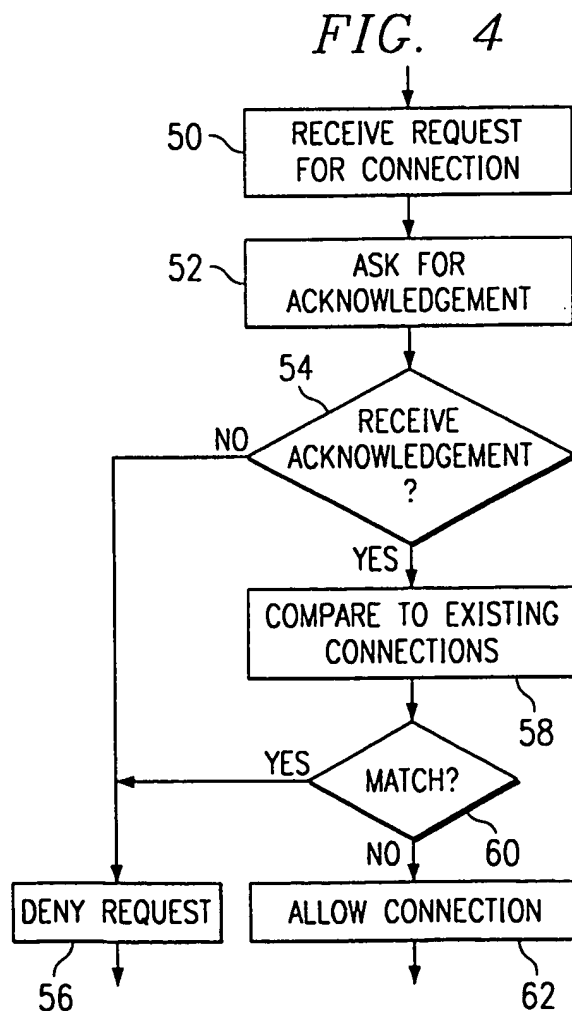 FIG. 4
50
RECEIVE REQUEST
FOR CONNECTION
52
ASK FOR
ACKNOWLEDGEMENT
54
RECEIVE
ACKNOWLEDGEMENT
?
NO
YES
COMPARE TO EXISTING
CONNECTIONS
58
YES
MATCH?
60
NO
DENY REQUEST
ALLOW CONNECTION
56
62